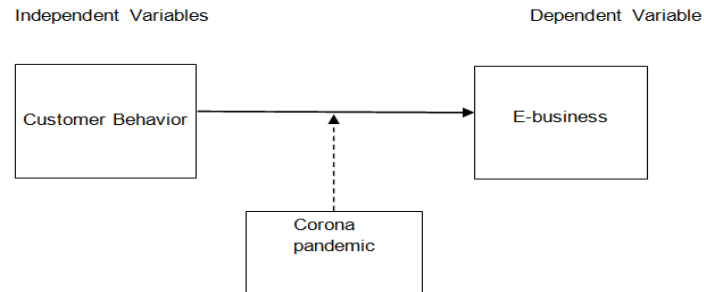 Independent Variables
Dependent Variable
Customer Behavior
E-business
Corona
pandemic